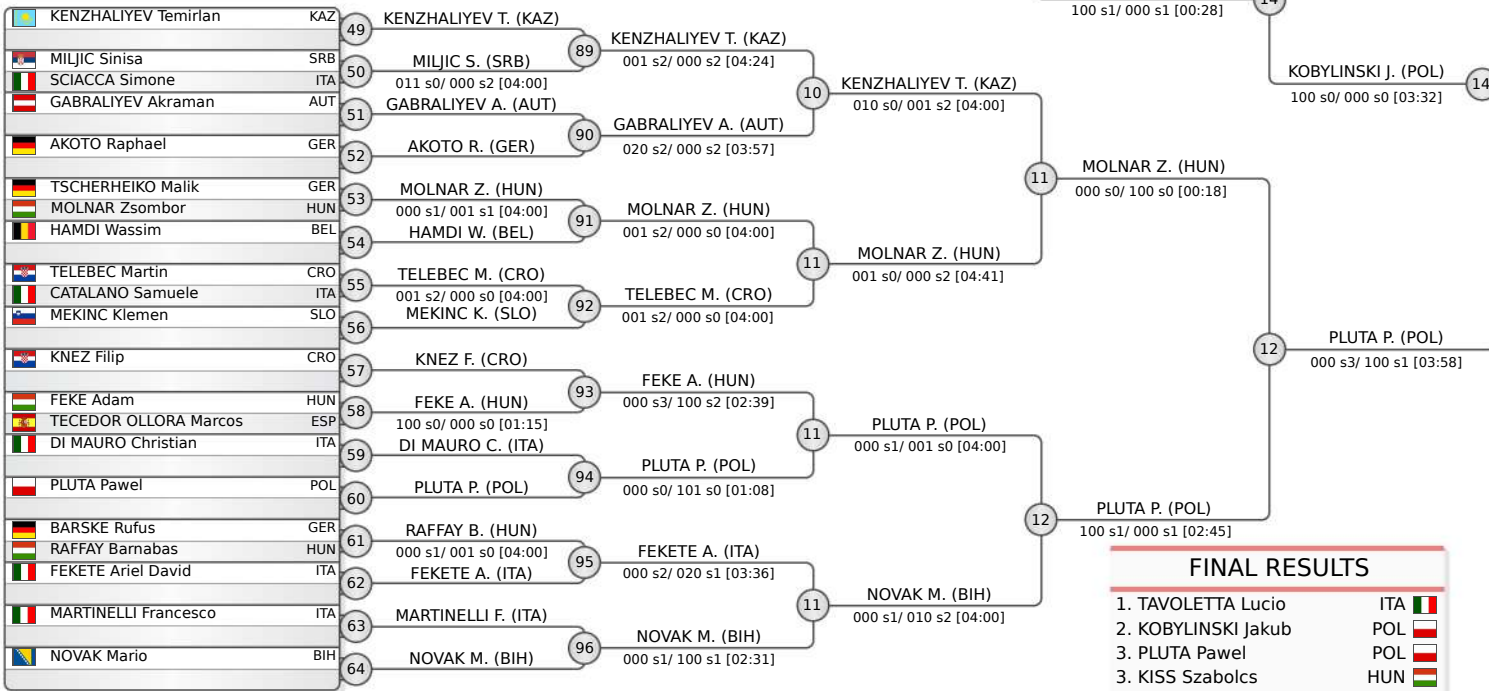 KENZHALIYEV Temirlan KAZ
MILJIC Sinisa SRB
SCIACCA Simone ITA
GABRALIYEV Akraman AUT
AKOTO Raphael GER
TSCHERHEIKO Malik GER
MOLNAR Zsombor HUN
HAMDI Wassim BEL
TELEBEC Martin CRO
CATALANO Samuele ITA
MEKINC Klemen SLO
KNEZ Filip CRO
FEKE Adam HUN
TECEDOR OLLORA Marcos ESP
DI MAURO Christian ITA
PLUTA Pawel POL
BARSKE Rufus GER
RAFFAY Barnabas HUN
FEKETE Ariel David ITA
MARTINELLI Francesco ITA
NOVAK Mario BIH
49
50
51
52
53
54
55
56
57
58
59
60
61
62
63
64
KENZHALIYEV T. (KAZ)
MILJIC S. (SRB)
011 s0/ 000 s2 [04:00]
GABRALIYEV A. (AUT)
AKOTO R. (GER)
MOLNAR Z. (HUN)
000 s1/ 001 s1 [04:00]
HAMDI W. (BEL)
TELEBEC M. (CRO)
001 s2/ 000 s0 [04:00]
MEKINC K. (SLO)
KNEZ F. (CRO)
FEKE A. (HUN)
100 s0/ 000 s0 [01:15]
DI MAURO C. (ITA)
PLUTA P. (POL)
RAFFAY B. (HUN)
000 s1/ 001 s0 [04:00]
FEKETE A. (ITA)
MARTINELLI F. (ITA)
NOVAK M. (BIH)
89
90
91
92
93
94
95
96
KENZHALIYEV T. (KAZ)
001 s2/ 000 s2 [04:24]
GABRALIYEV A. (AUT)
020 s2/ 000 s2 [03:57]
MOLNAR Z. (HUN)
001 s2/ 000 s0 [04:00]
TELEBEC M. (CRO)
001 s2/ 000 s0 [04:00]
FEKE A. (HUN)
000 s3/ 100 s2 [02:39]
PLUTA P. (POL)
000 s0/ 101 s0 [01:08]
FEKETE A. (ITA)
000 s2/ 020 s1 [03:36]
NOVAK M. (BIH)
000 s1/ 100 s1 [02:31]
10
11
11
11
KENZHALIYEV T. (KAZ)
010 s0/ 001 s2 [04:00]
MOLNAR Z. (HUN)
001 s0/ 000 s2 [04:41]
PLUTA P. (POL)
000 s1/ 001 s0 [04:00]
NOVAK M. (BIH)
000 s1/ 010 s2 [04:00]
11
12
MOLNAR Z. (HUN)
000 s0/ 100 s0 [00:18]
PLUTA P. (POL)
100 s1/ 000 s1 [02:45]
100 s1/ 000 s1 [00:28]
14
12
KOBYLINSKI J. (POL)
100 s0/ 000 s0 [03:32]
14
PLUTA P. (POL)
000 s3/ 100 s1 [03:58]
FINAL RESULTS
1. TAVOLETTA Lucio ITA
2. KOBYLINSKI Jakub POL
3. PLUTA Pawel POL
3. KISS Szabolcs HUN